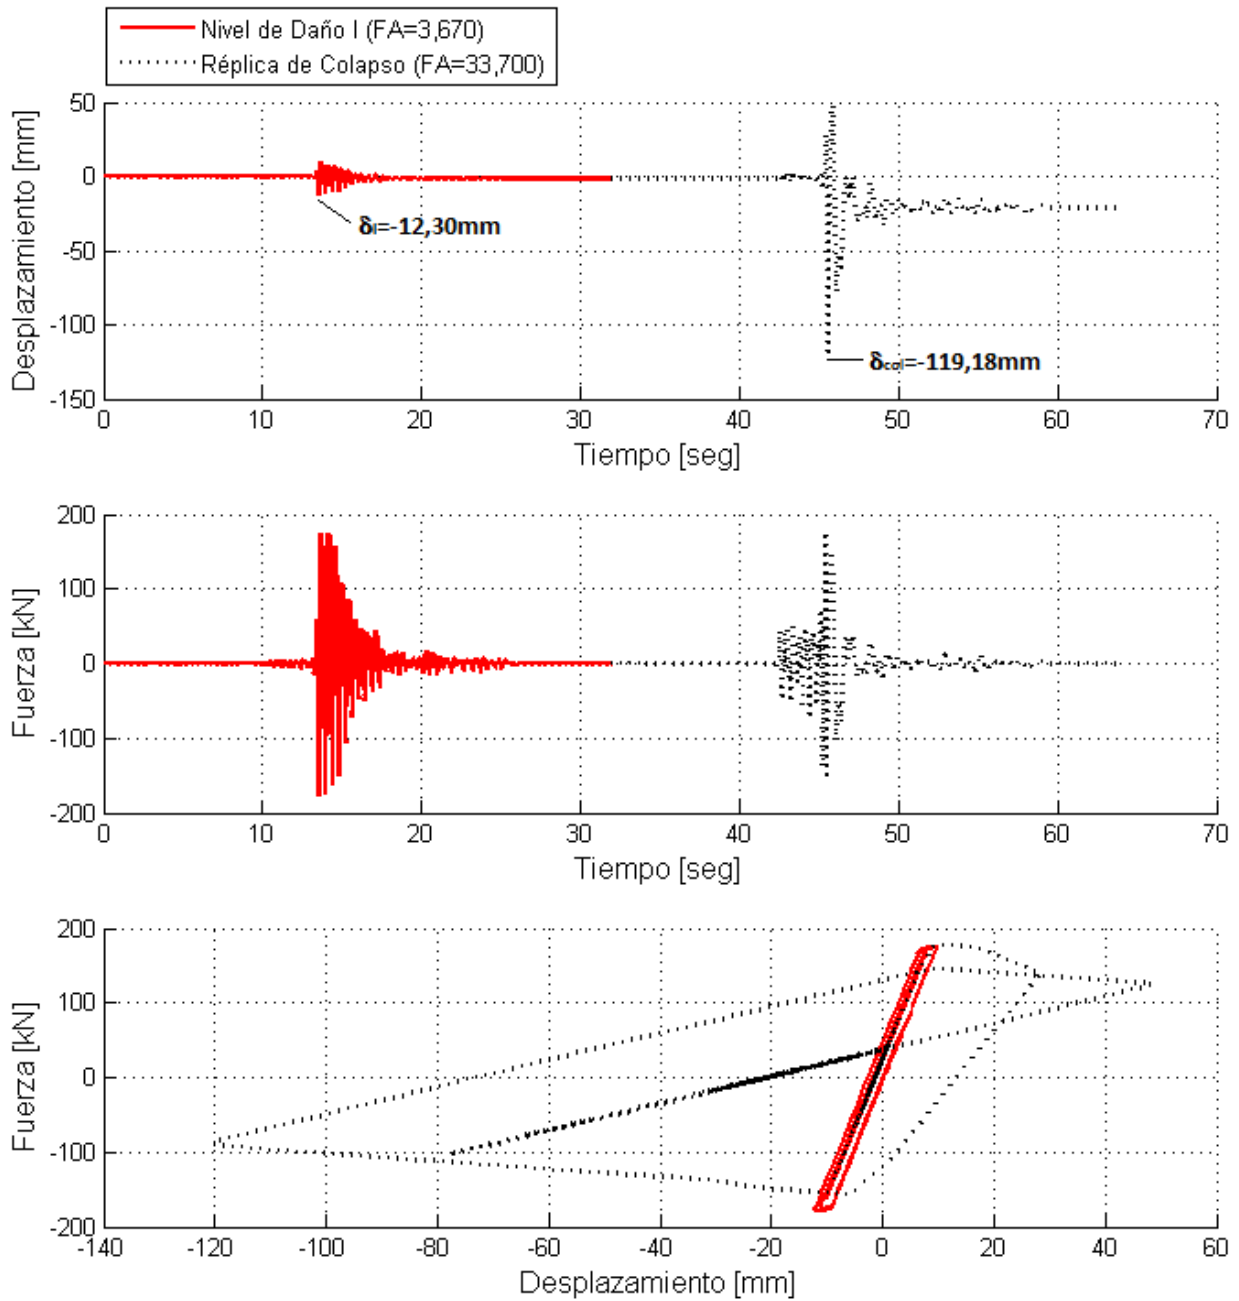 Nivel de Daño I (FA=3,670)
Réplica de Colapso (FA=33,700)
50
0
-50
-100
-150
Desplazamiento [mm]
δI=-12,30mm
δcol=-119,18mm
0 10 20 30 40 50 60 70
Tiempo [seg]
200
100
0
-100
-200
Fuerza [kN]
0 10 20 30 40 50 60 70
Tiempo [seg]
200
100
0
-100
-200
Fuerza [kN]
-140 -120 -100 -80 -60 -40 -20 0 20 40 60
Desplazamiento [mm]